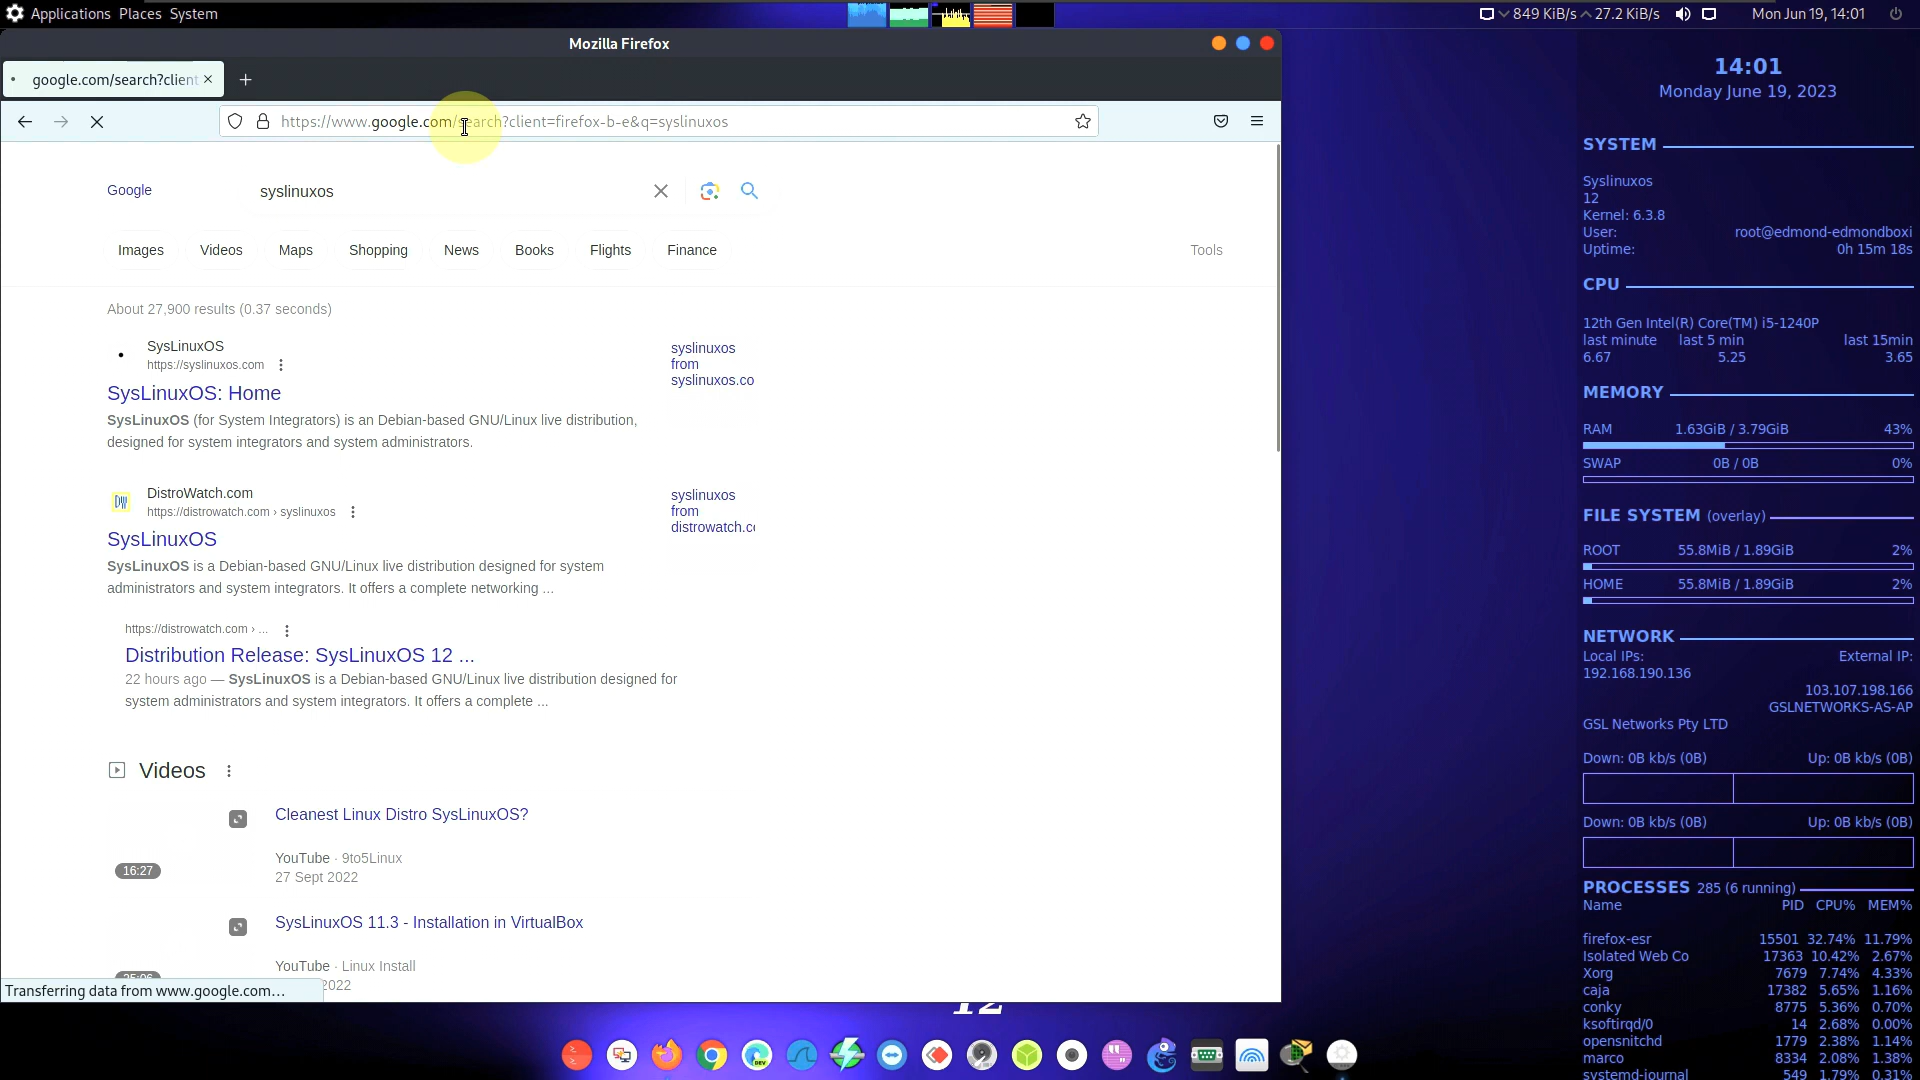 Applications Places System
849 KiB/s 27.2 KiB/s Mon Jun 19, 14:01
Mozilla Firefox
google.com/search?client
https://www.google.com/search?client=firefox-b-e&q=syslinuxos
Google
syslinuxos
Images Videos Maps Shopping News Books Flights Finance Tools
About 27,900 results (0.37 seconds)
SysLinuxOS
https://syslinuxos.com
SysLinuxOS: Home
SysLinuxOS (for System Integrators) is an Debian-based GNU/Linux live distribution,
designed for system integrators and system administrators.
syslinuxos
from
syslinuxos.co
DistroWatch.com
https://distrowatch.com › syslinuxos
SysLinuxOS
SysLinuxOS is a Debian-based GNU/Linux live distribution designed for system
administrators and system integrators. It offers a complete networking ...
syslinuxos
from
distrowatch.c
https://distrowatch.com › ...
Distribution Release: SysLinuxOS 12 ...
22 hours ago — SysLinuxOS is a Debian-based GNU/Linux live distribution designed for
system administrators and system integrators. It offers a complete ...
Videos
Cleanest Linux Distro SysLinuxOS?
YouTube · 9to5Linux
16:27
27 Sept 2022
SysLinuxOS 11.3 - Installation in VirtualBox
YouTube · Linux Install
25:06
2022
Transferring data from www.google.com...
12
14:01
Monday June 19, 2023
SYSTEM
Syslinuxos
12
Kernel: 6.3.8
User: root@edmond-edmondboxi
Uptime: 0h 15m 18s
CPU
12th Gen Intel(R) Core(TM) i5-1240P
last minute last 5 min last 15min
6.67 5.25 3.65
MEMORY
RAM 1.63GiB / 3.79GiB 43%
SWAP 0B / 0B 0%
FILE SYSTEM (overlay)
ROOT 55.8MiB / 1.89GiB 2%
HOME 55.8MiB / 1.89GiB 2%
NETWORK
Local IPs: External IP:
192.168.190.136
103.107.198.166
GSLNETWORKS-AS-AP
GSL Networks Pty LTD
Down: 0B kb/s (0B) Up: 0B kb/s (0B)
Down: 0B kb/s (0B) Up: 0B kb/s (0B)
PROCESSES 285 (6 running)
Name PID CPU% MEM%
firefox-esr 15501 32.74% 11.79%
Isolated Web Co 17363 10.42% 2.67%
Xorg 7679 7.74% 4.33%
caja 17382 5.65% 1.16%
conky 8775 5.36% 0.70%
ksoftirqd/0 14 2.68% 0.00%
opensnitchd 1779 2.38% 1.14%
marco 8334 2.08% 1.38%
systemd-journal 549 1.79% 0.31%
DEV